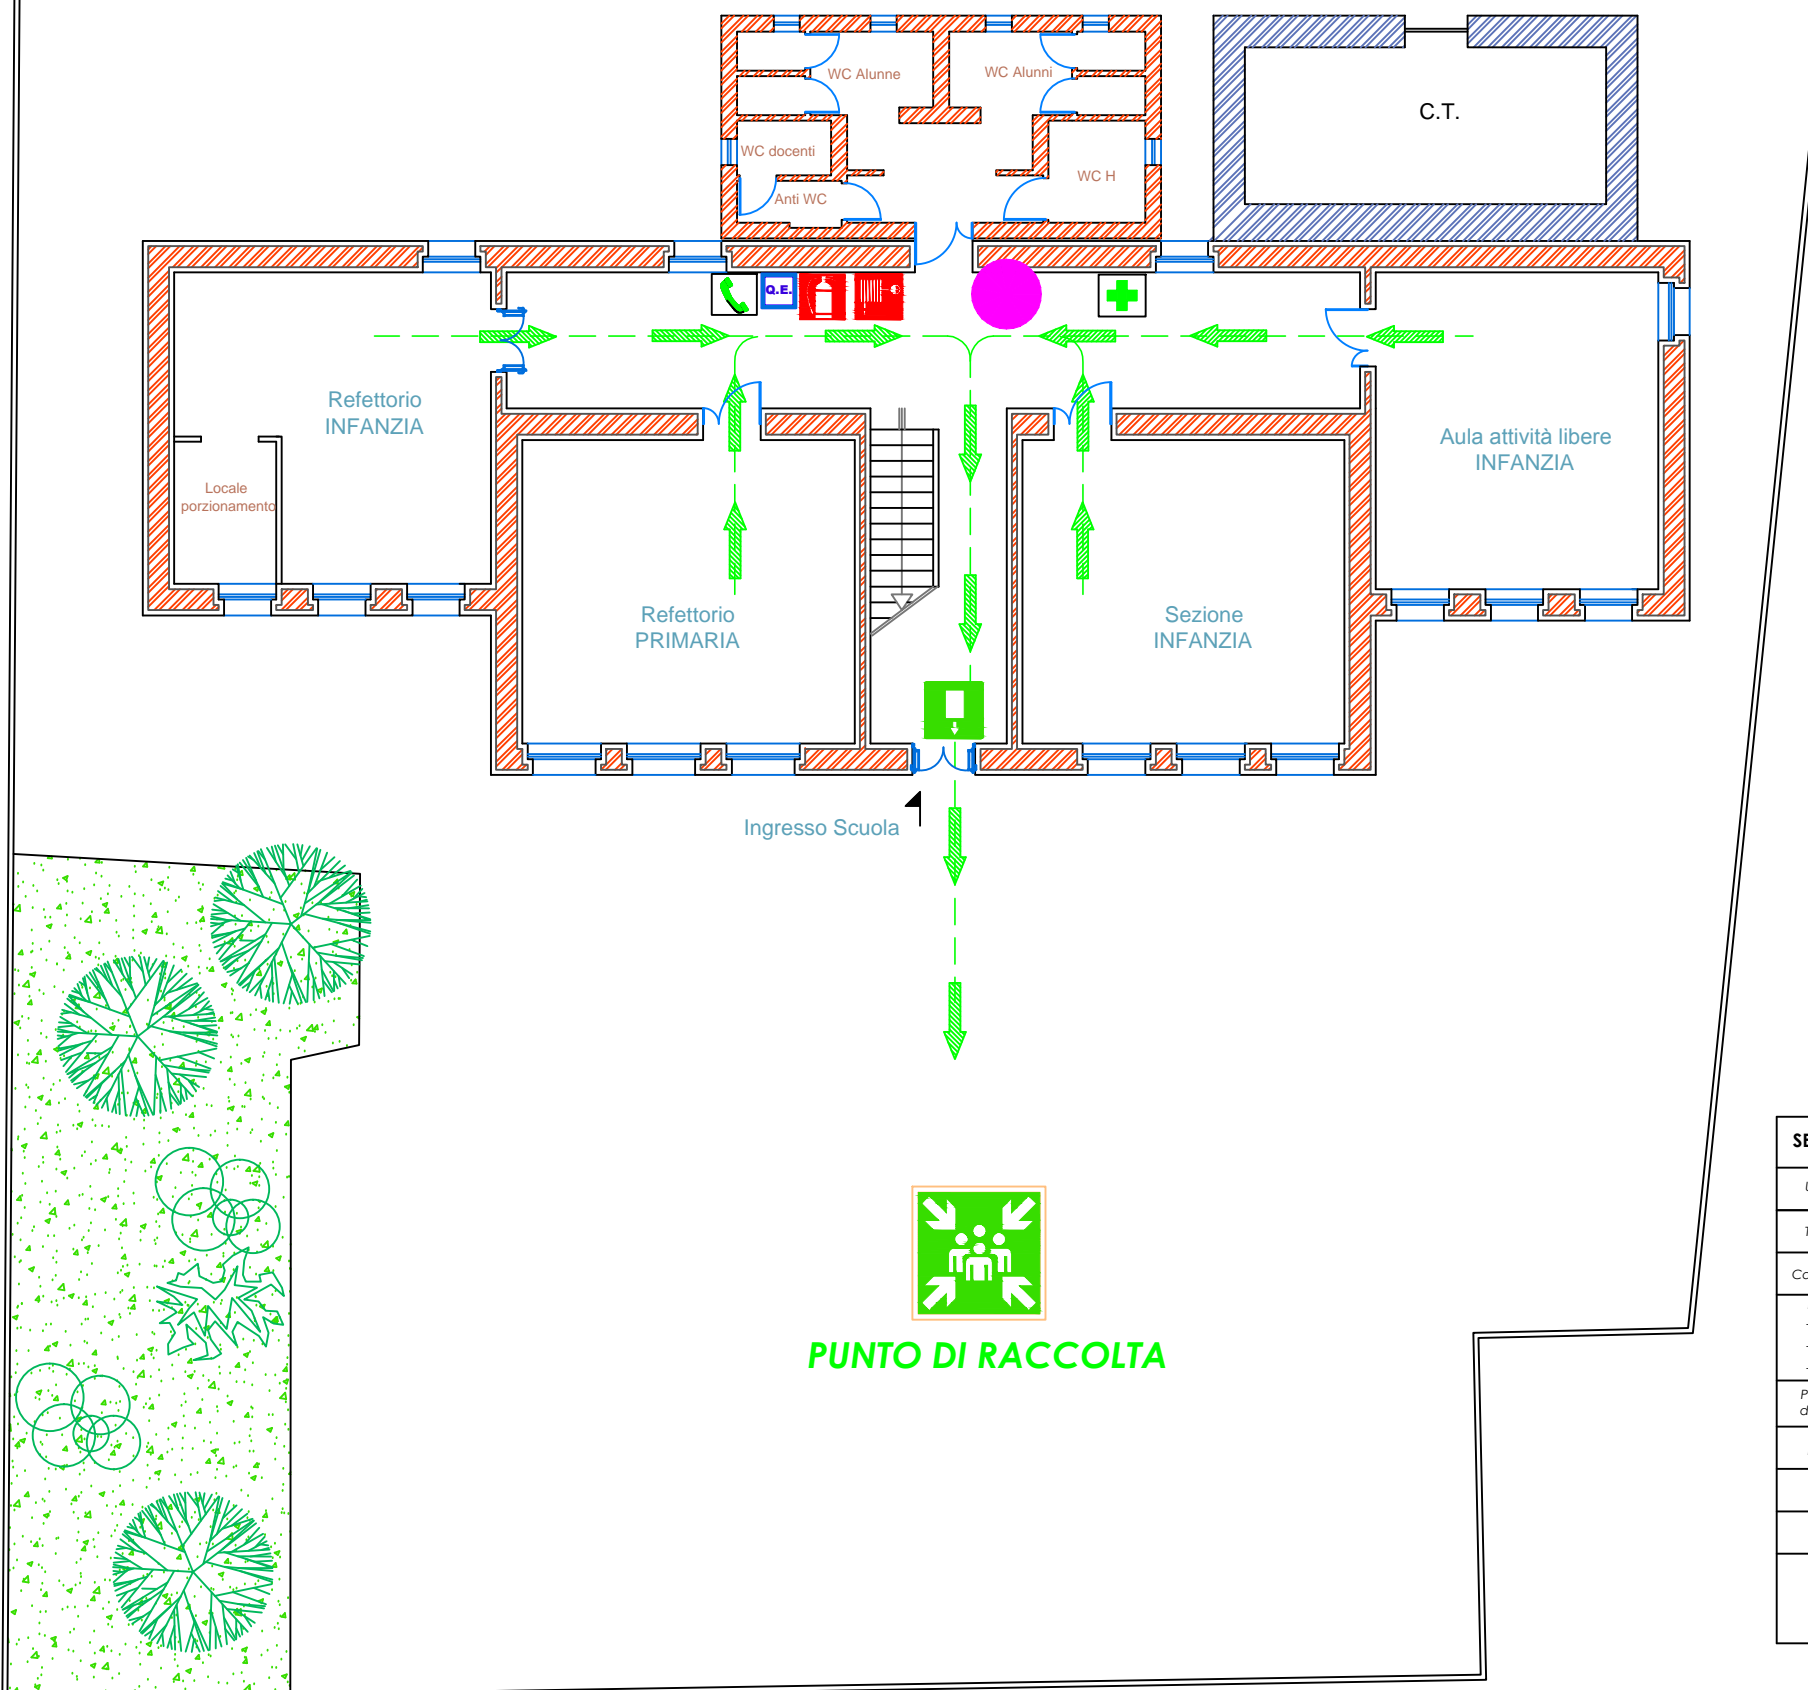 WC Alunne
WC Alunni
C.T.
WC docenti
WC H
Anti WC
Q.E.
Refettorio
INFANZIA
Aula attività libere
INFANZIA
Locale
porzionamento
Refettorio
PRIMARIA
Sezione
INFANZIA
Ingresso Scuola
PUNTO DI RACCOLTA